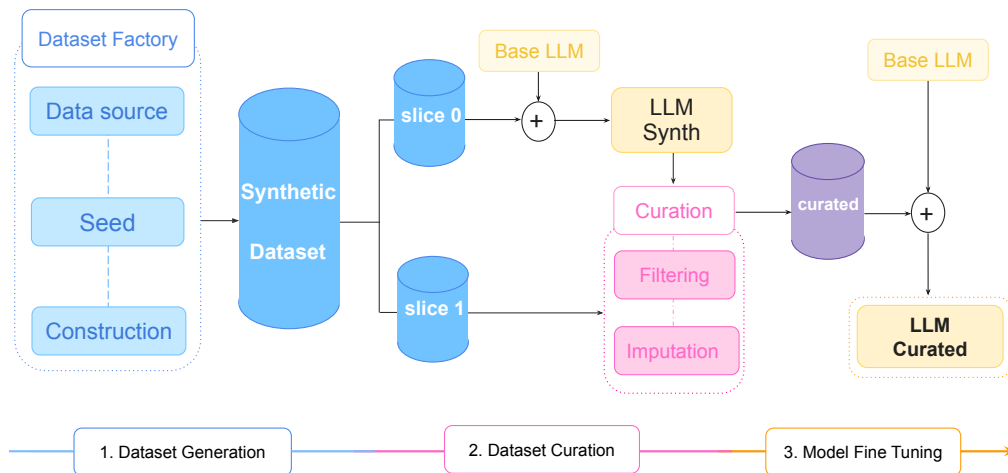 Dataset Factory
Data source
Seed
Construction
Synthetic
Dataset
slice 0
slice 1
Base LLM
+
LLM
Synth
Curation
Filtering
Imputation
curated
Base LLM
+
LLM
Curated
1. Dataset Generation
2. Dataset Curation
3. Model Fine Tuning